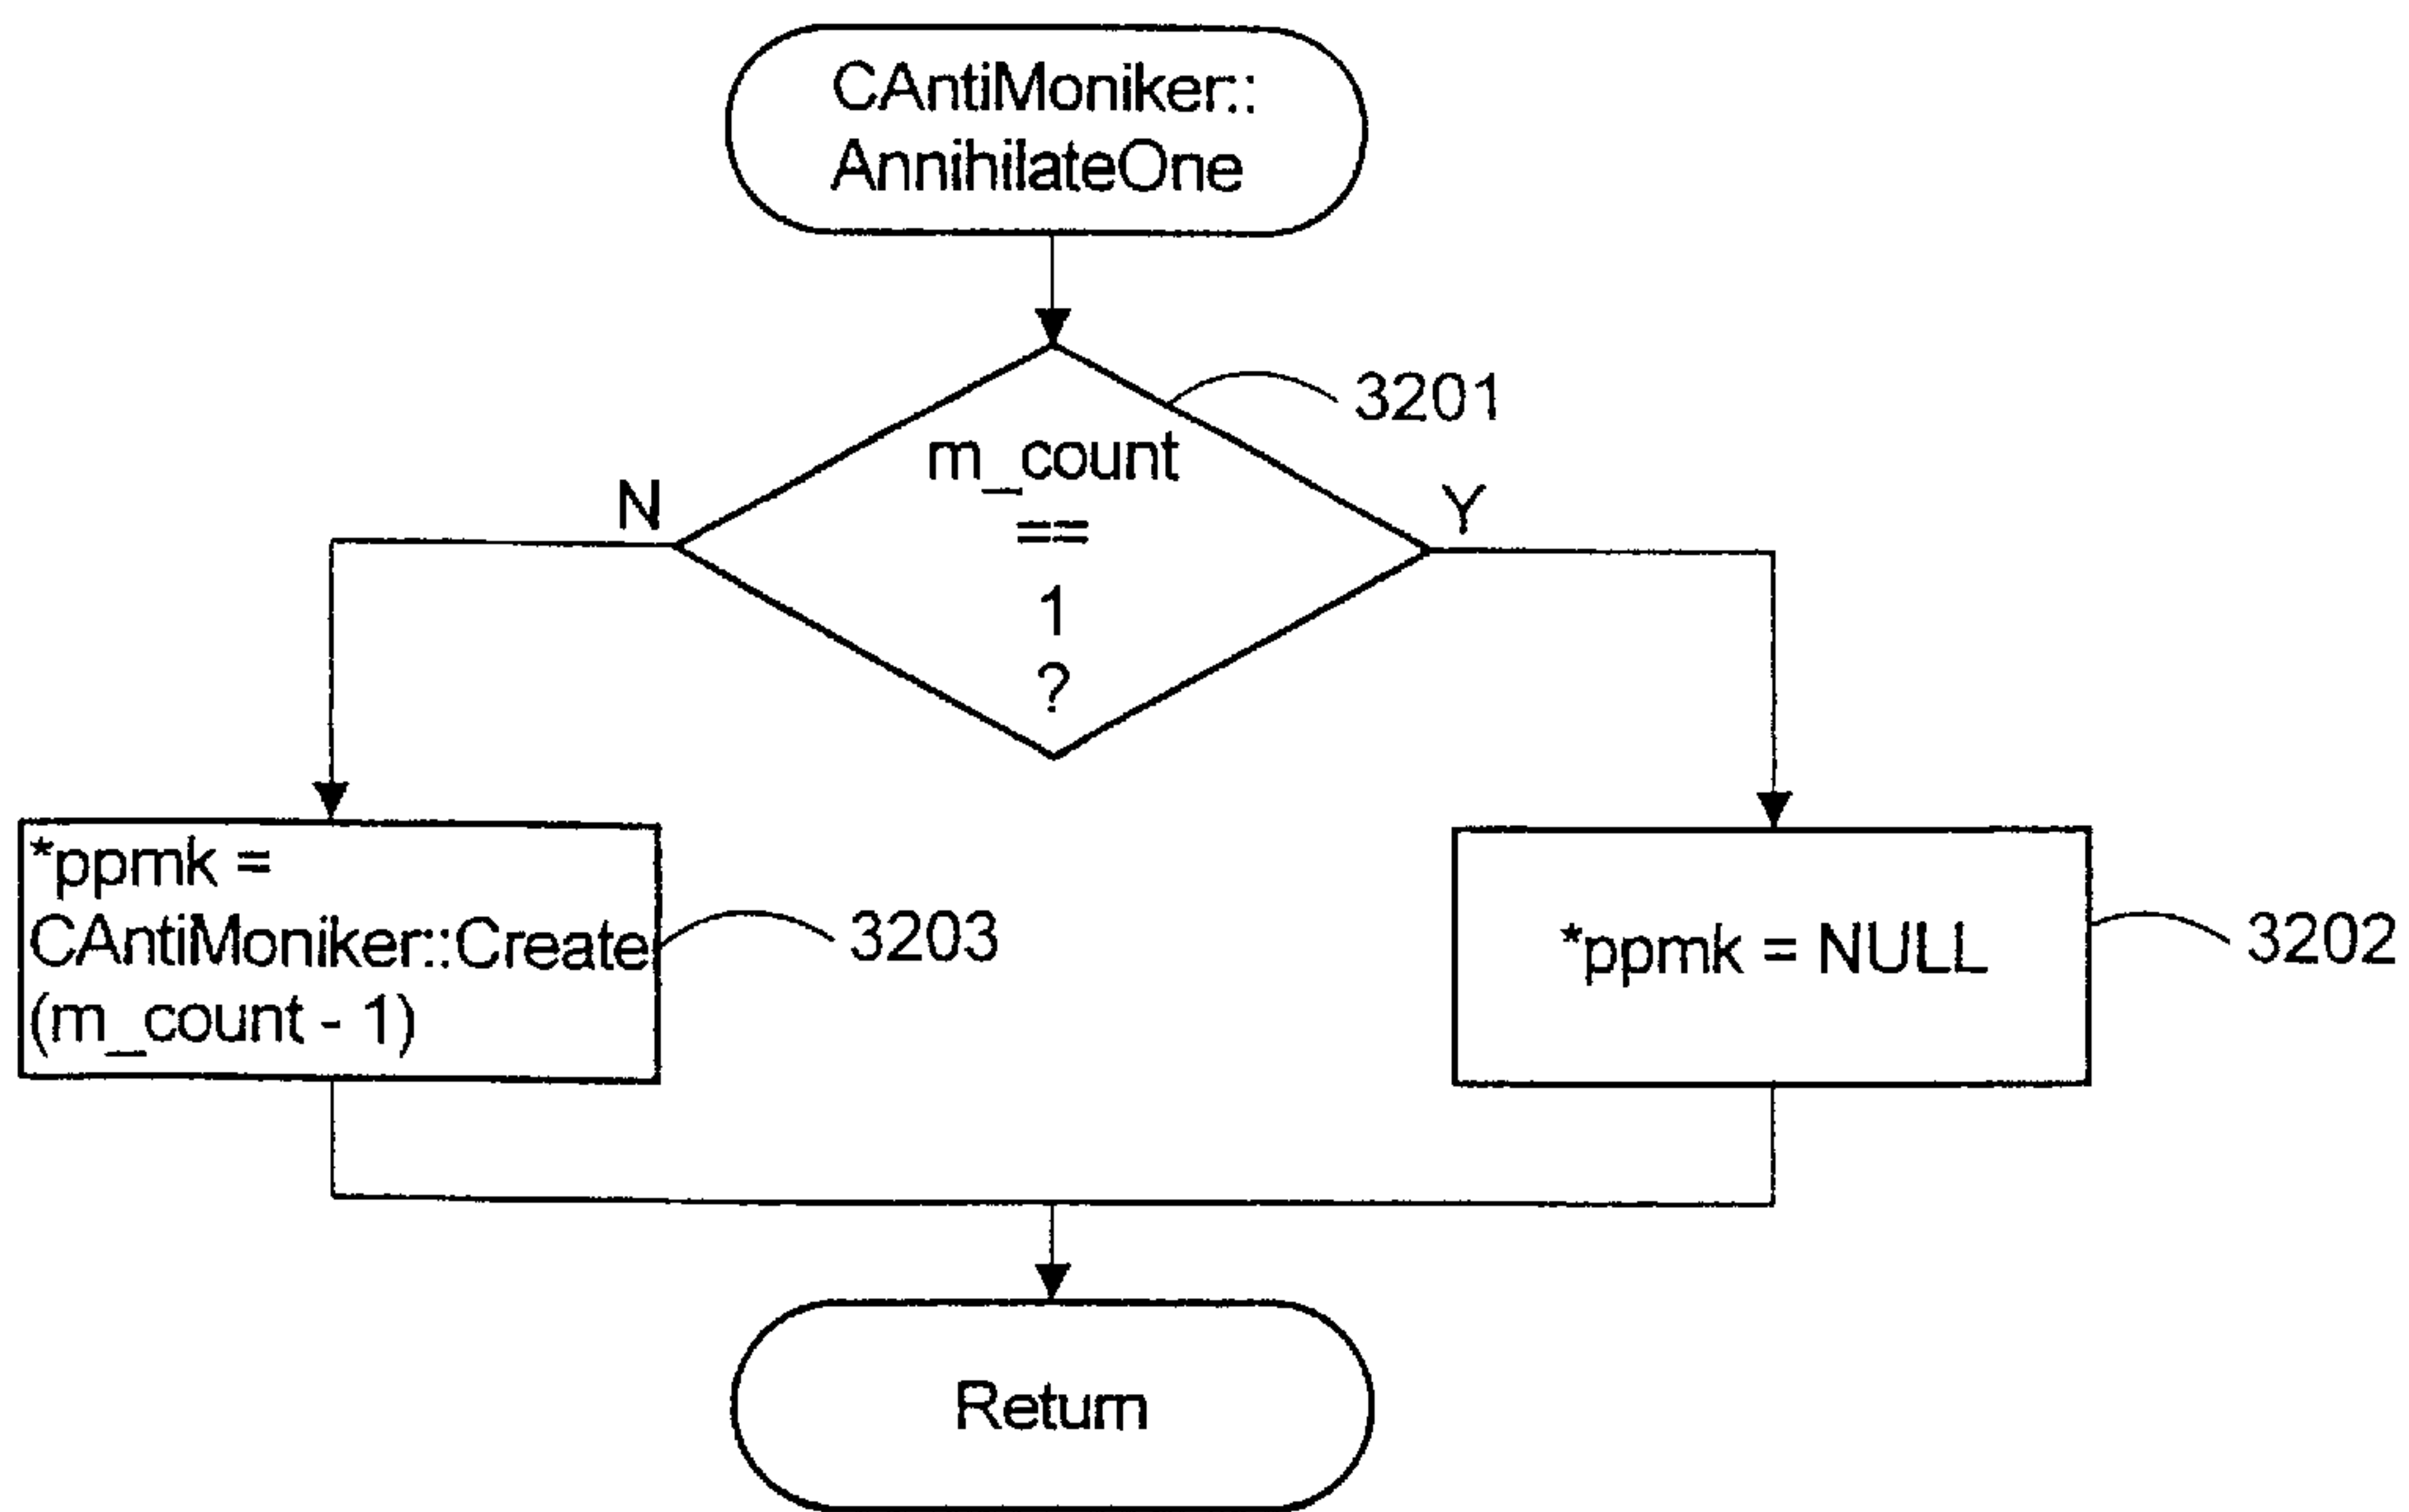 CAntiMoniker::
AnnihilateOne
3201
m_count
==
1
?
N
Y
*ppmk =
CAntiMoniker::Create
(m_count - 1)
3203
*ppmk = NULL
3202
Return